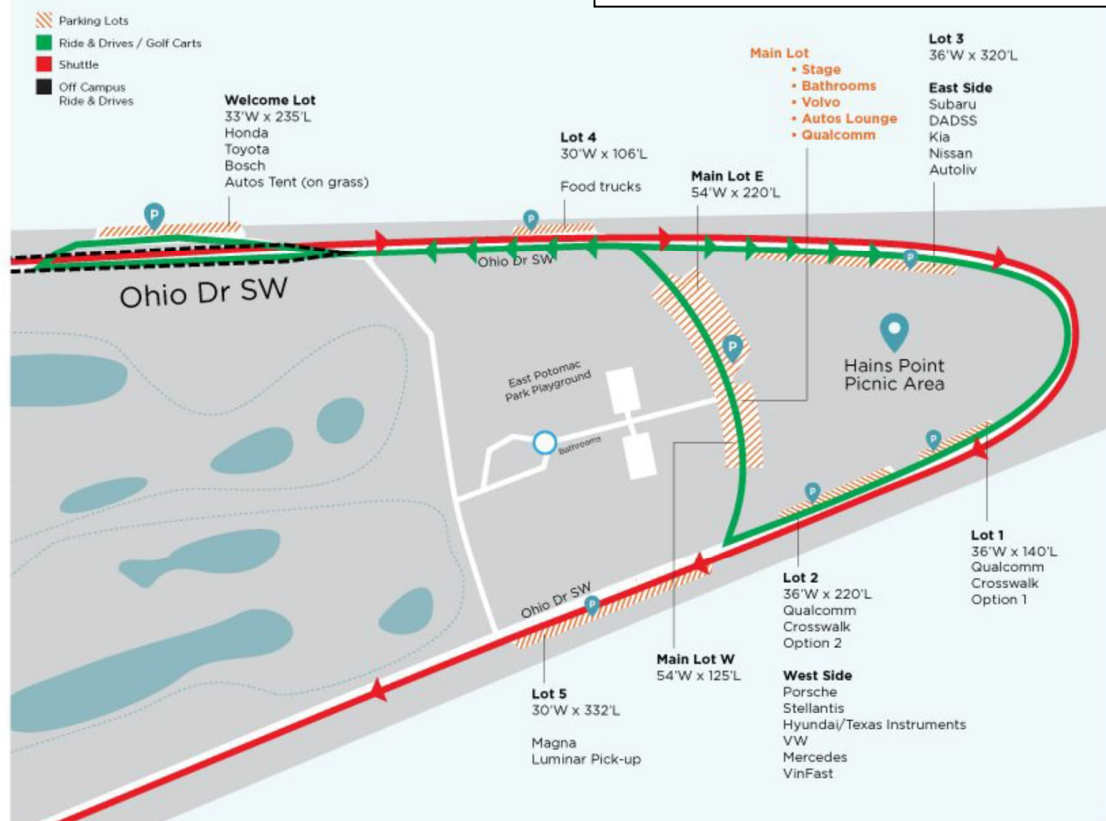 Parking Lots
Ride & Drives / Golf Carts
Shuttle
Off Campus
Ride & Drives
Welcome Lot
33'W x 235'L
Honda
Toyota
Bosch
Autos Tent (on grass)
Lot 4
30'W x 106'L
Food trucks
Main Lot
• Stage
• Bathrooms
• Volvo
• Autos Lounge
• Qualcomm
Main Lot E
54'W x 220'L
Lot 3
36'W x 320'L
East Side
Subaru
DADSS
Kia
Nissan
Autoliv
P
P
P
Ohio Dr SW
Ohio Dr SW
P
Hains Point
Picnic Area
East Potomac
Park Playground
Bathrooms
P
P
Lot 1
36'W x 140'L
Qualcomm
Crosswalk
Option 1
Lot 2
36'W x 220'L
Qualcomm
Crosswalk
Option 2
West Side
Porsche
Stellantis
Hyundai/Texas Instruments
VW
Mercedes
VinFast
Ohio Dr SW
P
Main Lot W
54'W x 125'L
Lot 5
30'W x 332'L
Magna
Luminar Pick-up